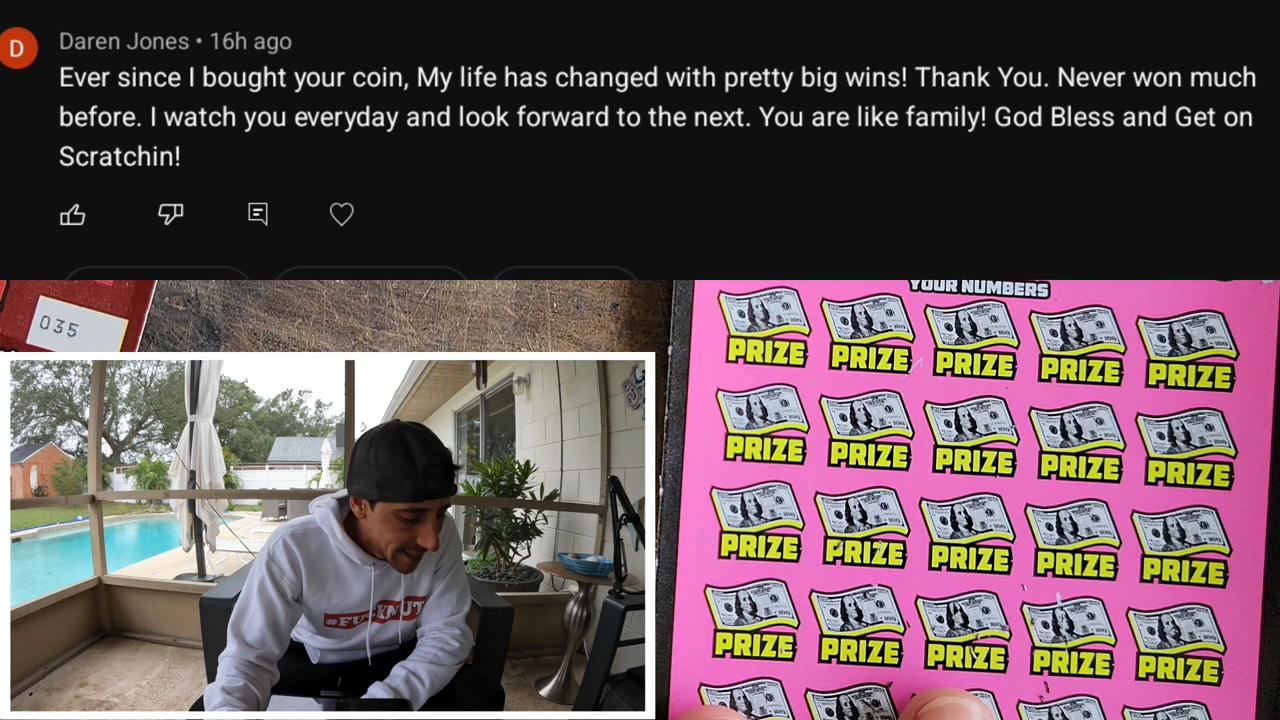 D
Daren Jones • 16h ago
Ever since I bought your coin, My life has changed with pretty big wins! Thank You. Never won much
before. I watch you everyday and look forward to the next. You are like family! God Bless and Get on
Scratchin!
035
YOUR NUMBERS
PRIZE PRIZE PRIZE PRIZE PRIZE
PRIZE PRIZE PRIZE PRIZE PRIZE
PRIZE PRIZE PRIZE PRIZE PRIZE
PRIZE PRIZE PRIZE PRIZE PRIZE